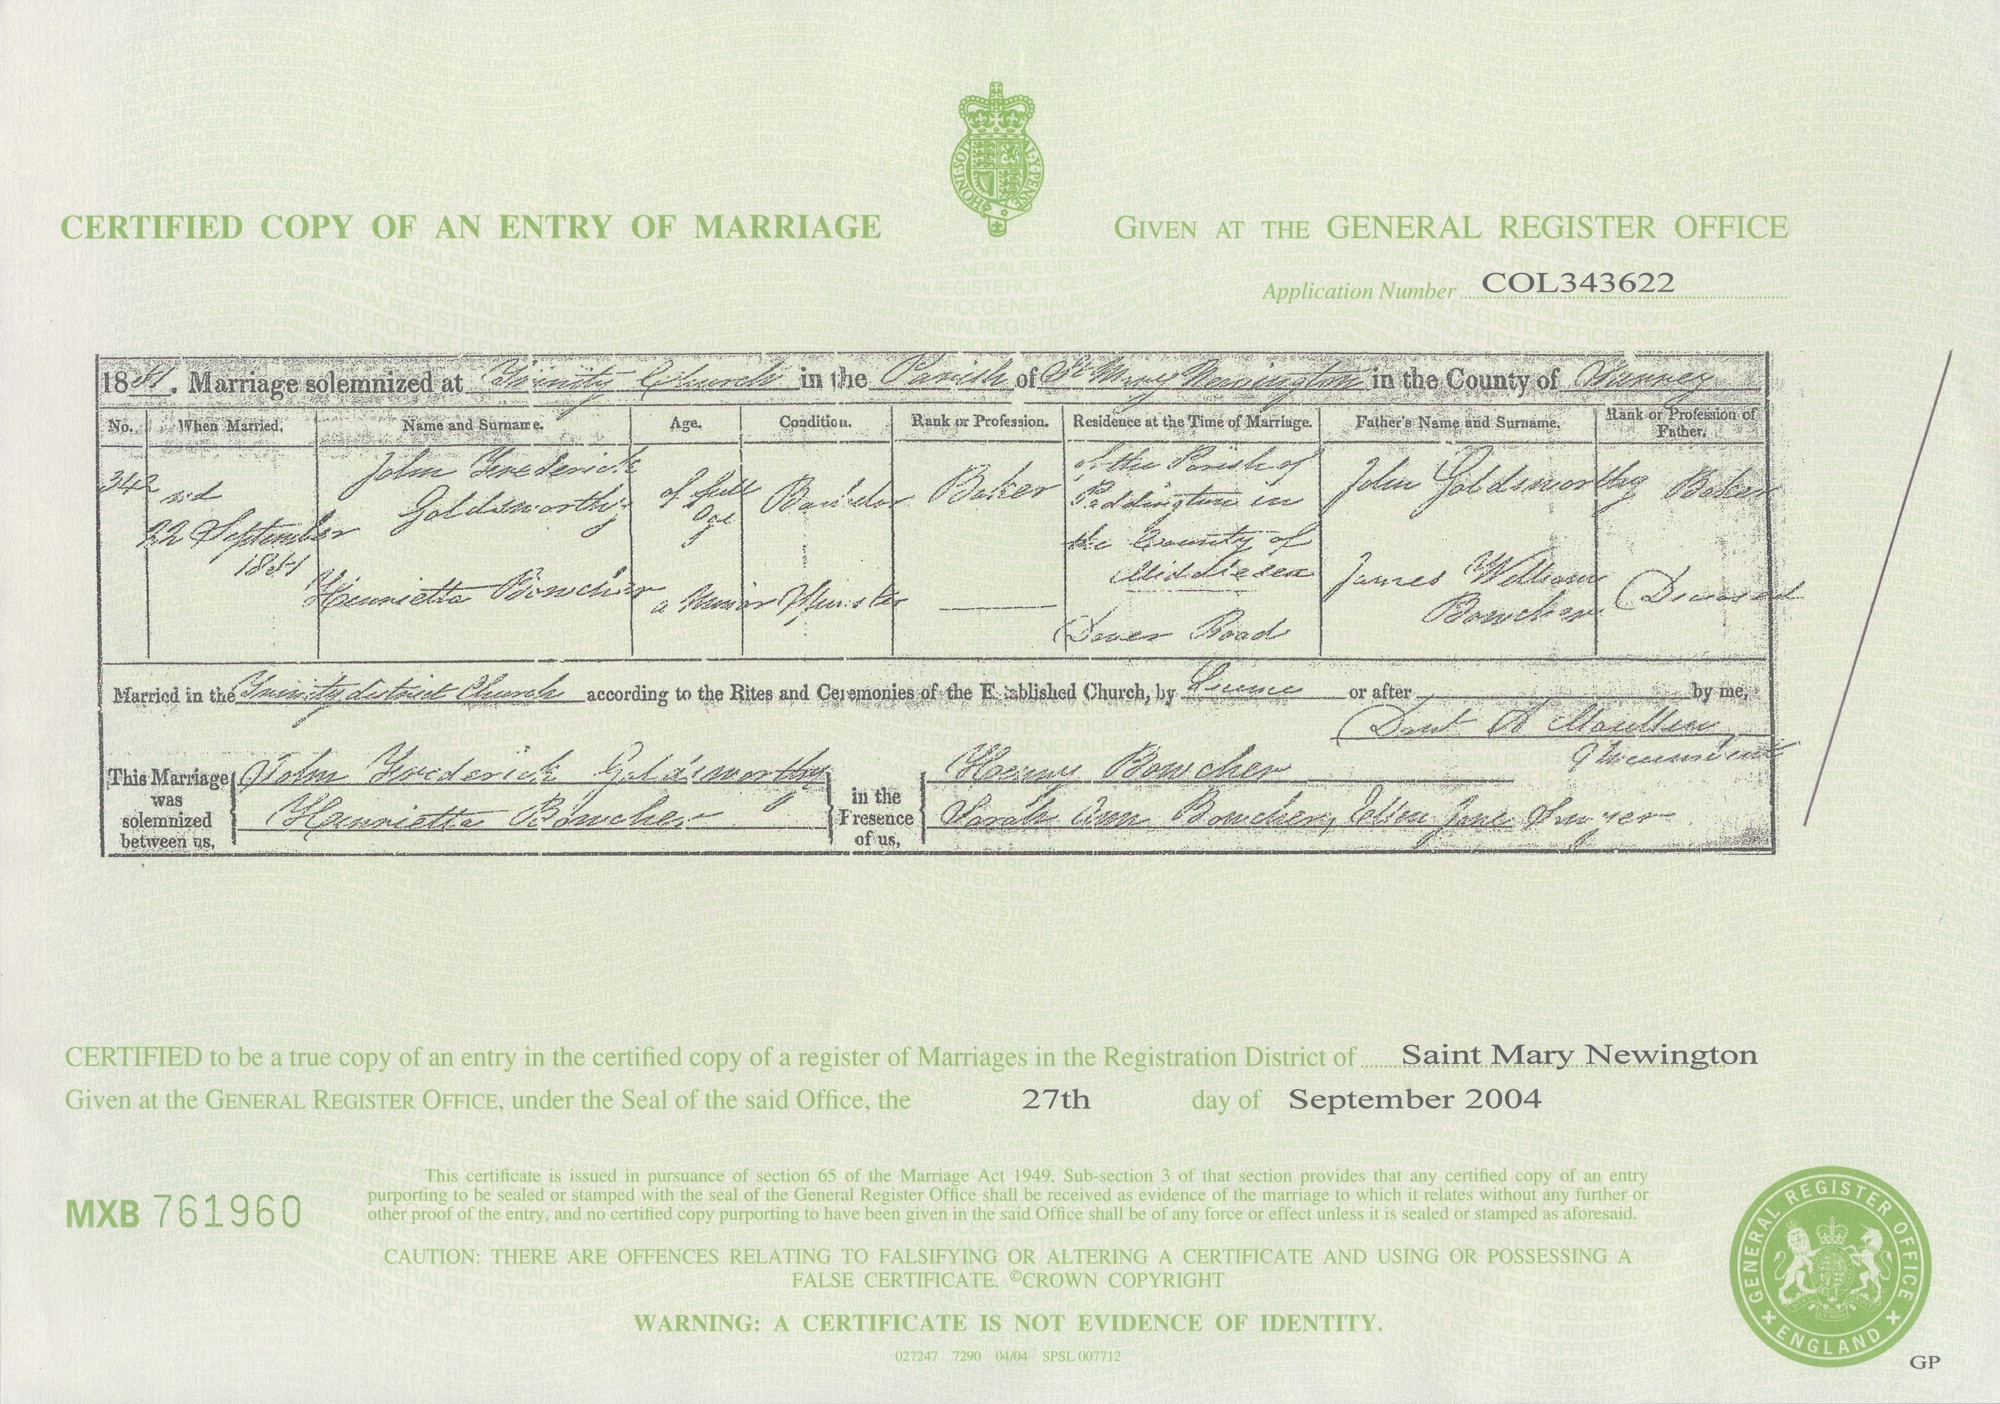 CERTIFIED COPY OF AN ENTRY OF MARRIAGE
GIVEN AT THE GENERAL REGISTER OFFICE
Application Number COL343622
1851. Marriage solemnized at Trinity Church in the Parish of St Mary Newington in the County of Surrey
No. When Married. Name and Surname. Age. Condition. Rank or Profession. Residence at the Time of Marriage. Father's Name and Surname. Rank or Profession of Father.
342
22 September 1851
John Frederick Goldsworthy
of full Age
Bachelor
Baker
of the Parish of Paddington in the County of Middlesex
John Goldsworthy
Baker
Henrietta Bowcher
a Minor
Spinster
Dover Road
James William Bowcher
Deceased
Married in the Trinity district Church according to the Rites and Ceremonies of the Established Church, by Licence or after by me,
Incumbent
This Marriage was solemnized between us,
John Frederick Goldsworthy
Henrietta Bowcher
in the Presence of us,
Henry Bowcher
Sarah Ann Bowcher, Jane
CERTIFIED to be a true copy of an entry in the certified copy of a register of Marriages in the Registration District of Saint Mary Newington
Given at the GENERAL REGISTER OFFICE, under the Seal of the said Office, the 27th day of September 2004
MXB 761960
This certificate is issued in pursuance of section 65 of the Marriage Act 1949. Sub-section 3 of that section provides that any certified copy of an entry
purporting to be sealed or stamped with the seal of the General Register Office shall be received as evidence of the marriage to which it relates without any further or
other proof of the entry, and no certified copy purporting to have been given in the said Office shall be of any force or effect unless it is sealed or stamped as aforesaid.
CAUTION: THERE ARE OFFENCES RELATING TO FALSIFYING OR ALTERING A CERTIFICATE AND USING OR POSSESSING A
FALSE CERTIFICATE. ©CROWN COPYRIGHT
WARNING: A CERTIFICATE IS NOT EVIDENCE OF IDENTITY.
027247 7290 04/04 SPSL 007712
GENERAL REGISTER OFFICE
ENGLAND
GP